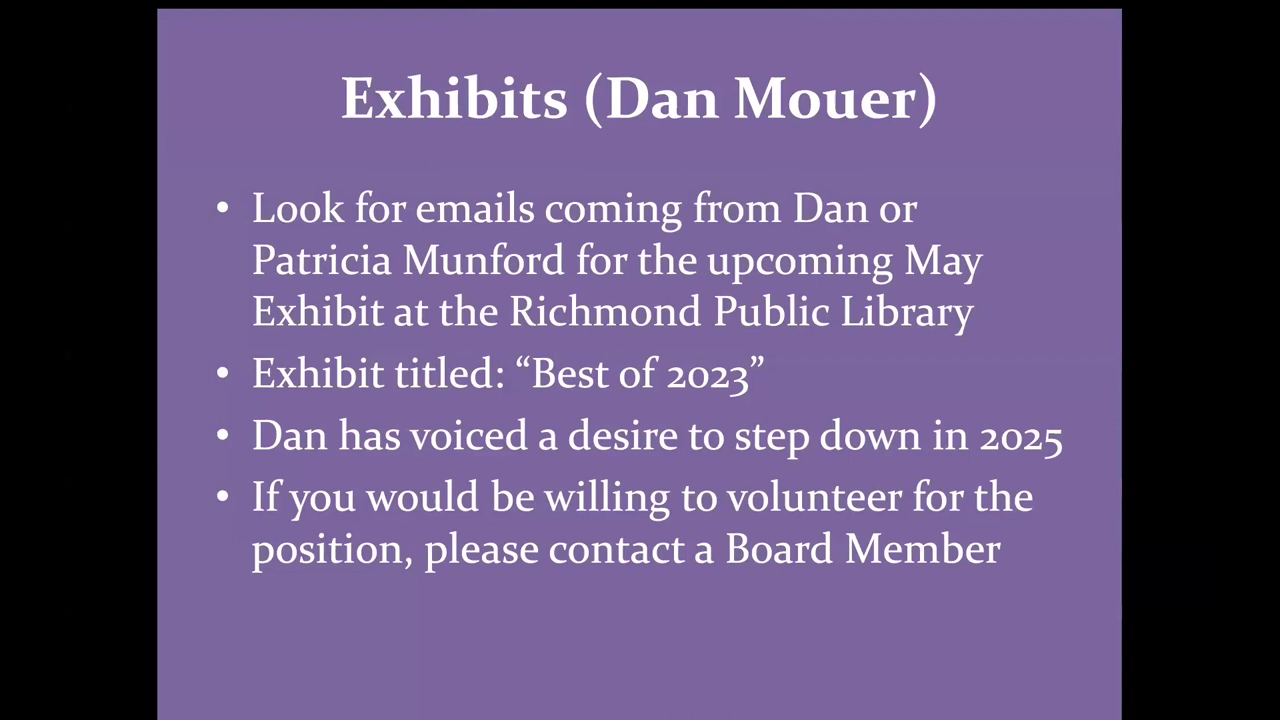 Exhibits (Dan Mouer)
• Look for emails coming from Dan or
Patricia Munford for the upcoming May
Exhibit at the Richmond Public Library
• Exhibit titled: “Best of 2023”
• Dan has voiced a desire to step down in 2025
• If you would be willing to volunteer for the
position, please contact a Board Member